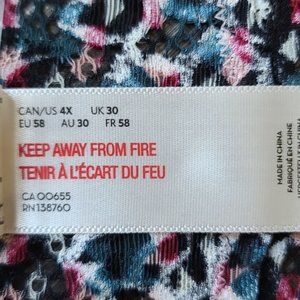 CAN/US 4X UK 30
EU 58 AU 30 FR 58
KEEP AWAY FROM FIRE
TENIR À L'ÉCART DU FEU
CA 00655
RN 138760
MADE IN CHINA
FABRIQUÉ EN CHINE